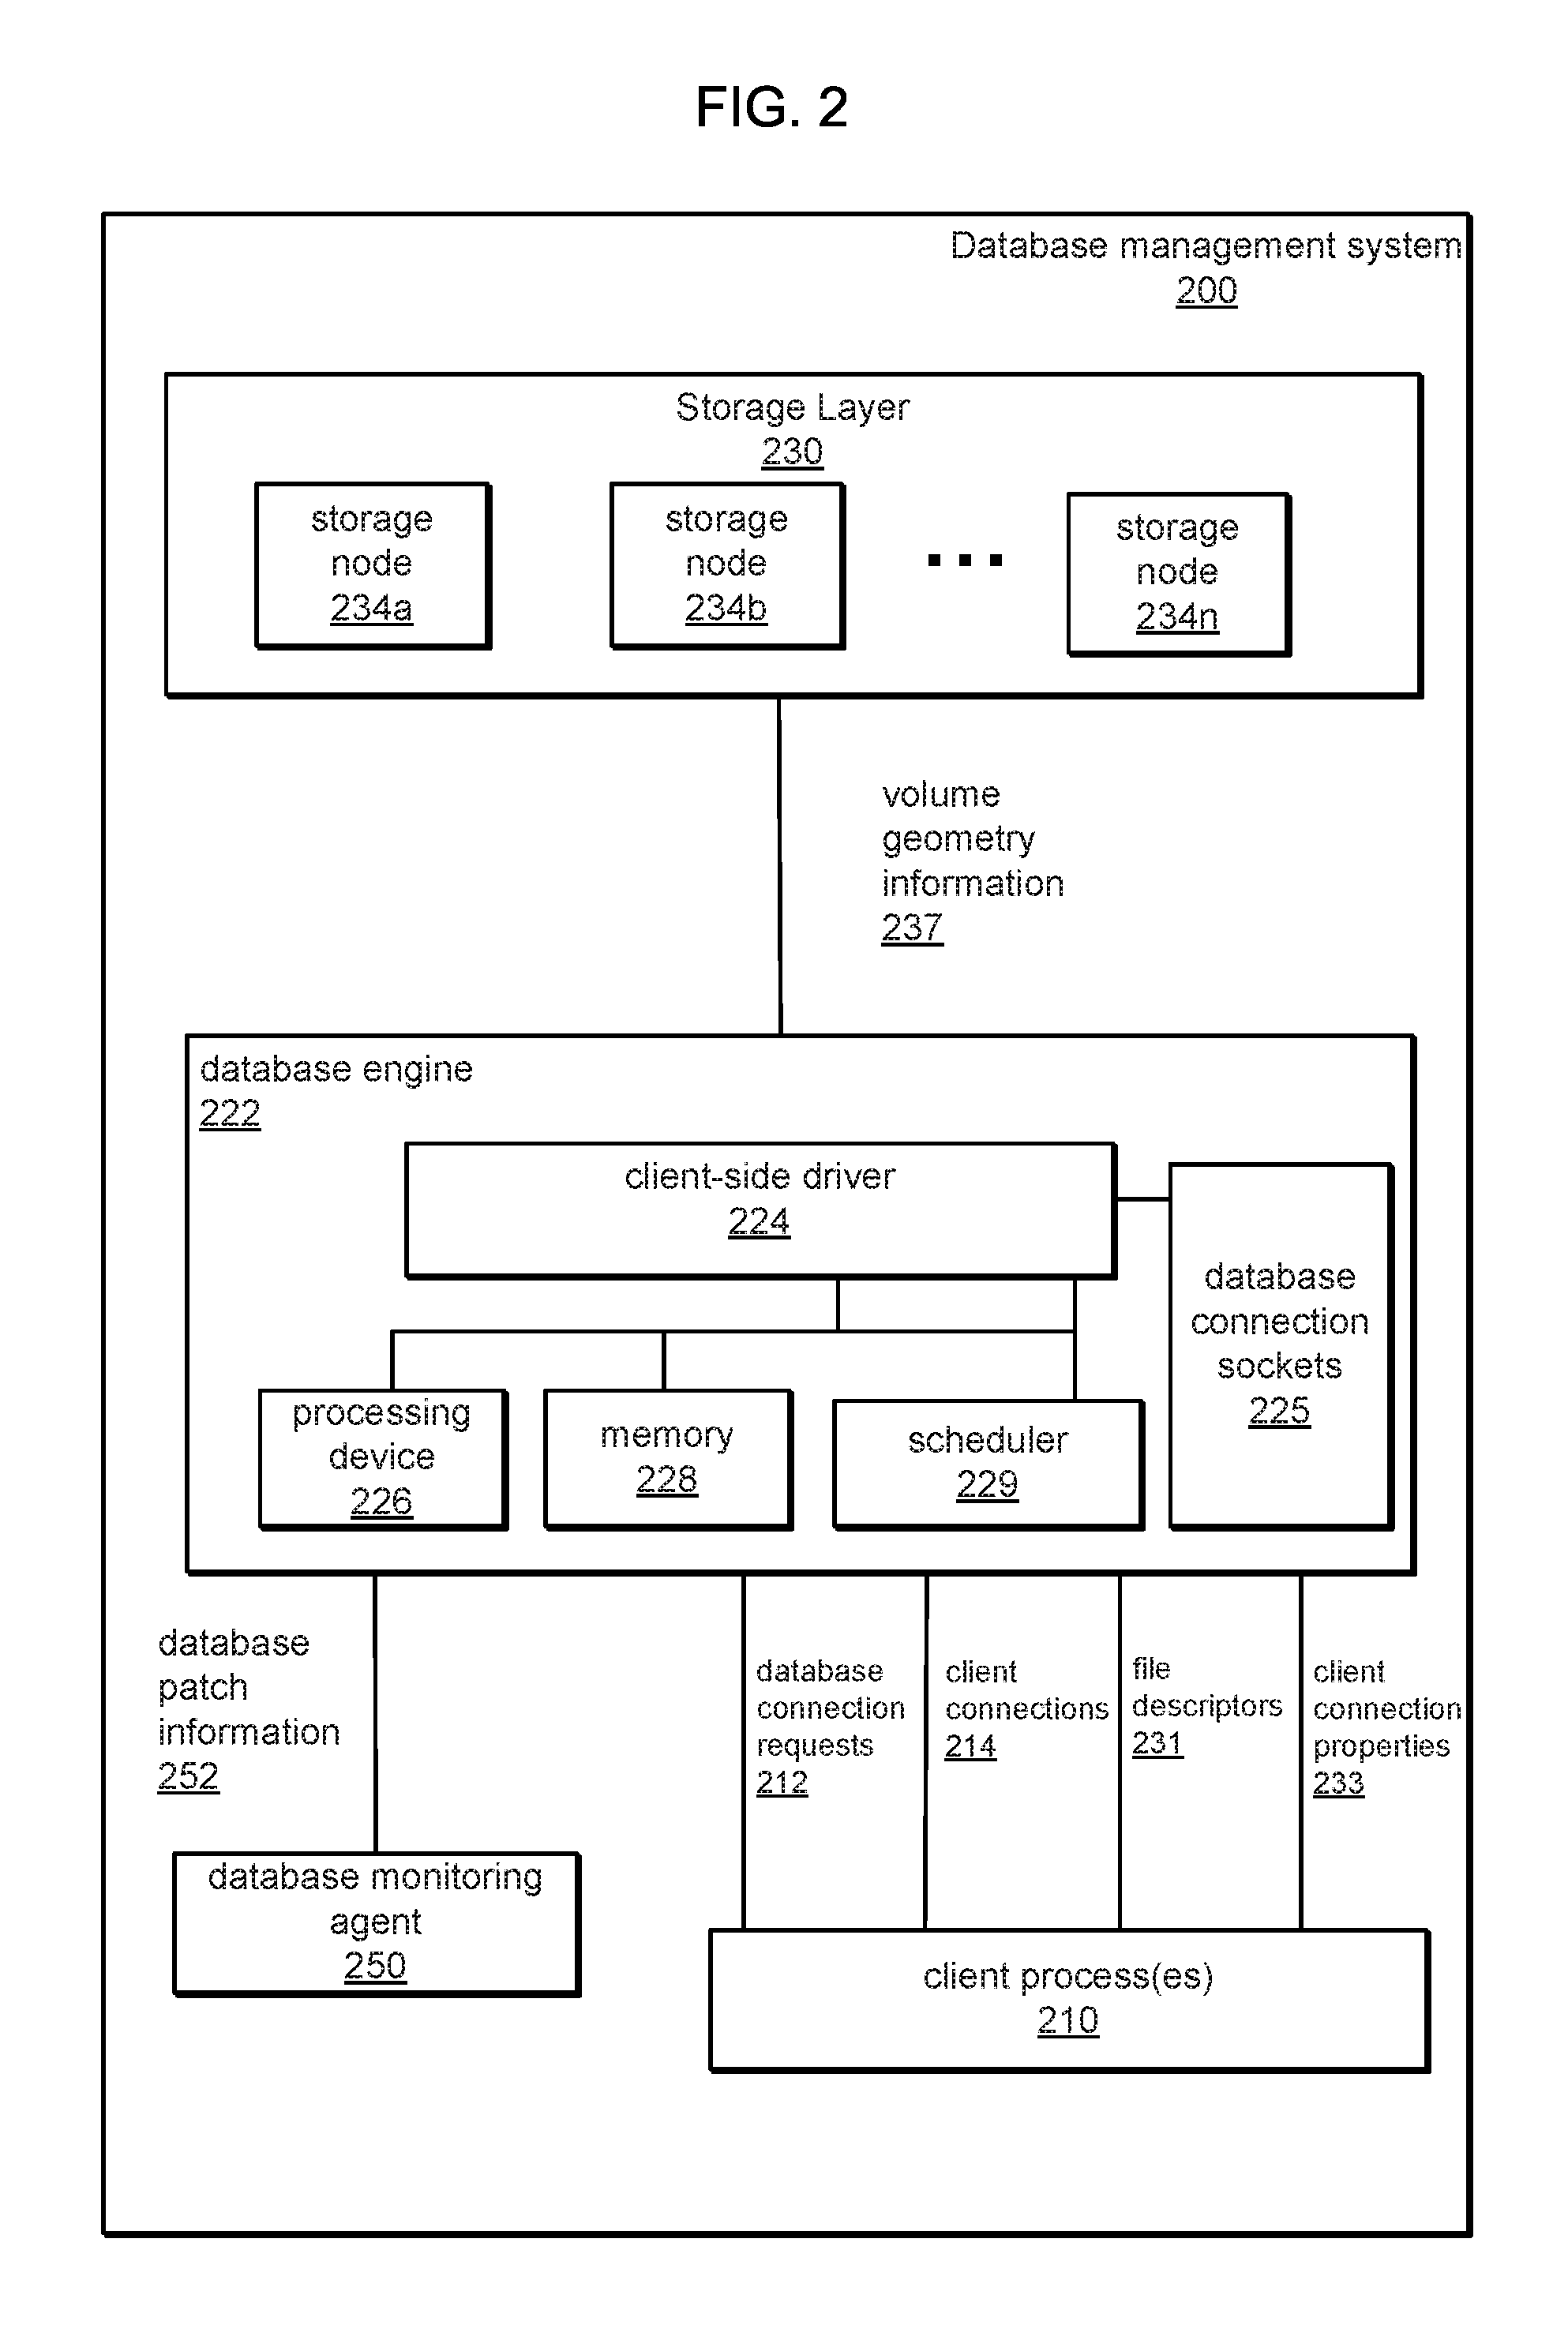 FIG. 2
Database management system
200
Storage Layer
230
storage
node
234a
storage
node
234b
storage
node
234n
volume
geometry
information
237
database engine
222
client-side driver
224
database
connection
sockets
225
processing
device
226
memory
228
scheduler
229
database
patch
information
252
database
connection
requests
212
client
connections
214
file
descriptors
231
client
connection
properties
233
database monitoring
agent
250
client process(es)
210